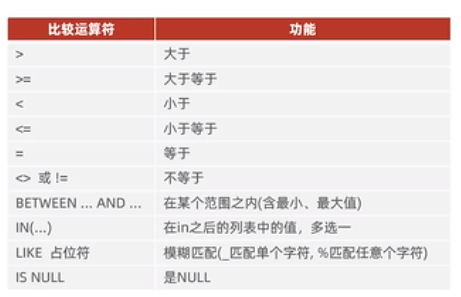 比较运算符 功能
> 大于
>= 大于等于
< 小于
<= 小于等于
= 等于
<> 或 != 不等于
BETWEEN ... AND ... 在某个范围之内(含最小、最大值)
IN(...) 在in之后的列表中的值，多选一
LIKE 占位符 模糊匹配(_匹配单个字符, %匹配任意个字符)
IS NULL 是NULL